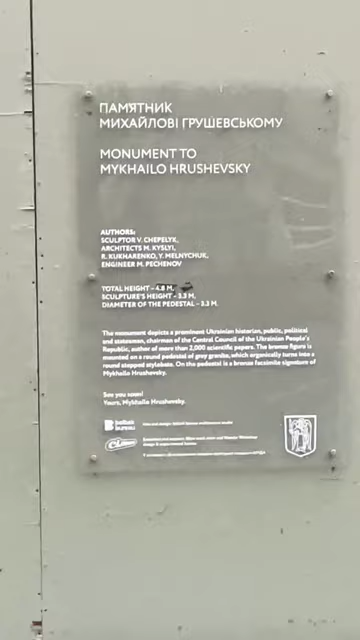 ПАМ'ЯТНИК
МИХАЙЛОВІ ГРУШЕВСЬКОМУ
MONUMENT TO
MYKHAILO HRUSHEVSKY
AUTHORS:
SCULPTOR V. CHEPELYK,
ARCHITECTS M. KYSLYI,
R. KUKHARENKO, Y. MELNYCHUK,
ENGINEER M. PECHENOV
TOTAL HEIGHT – 4.8 M,
SCULPTURE'S HEIGHT – 3.3 M,
DIAMETER OF THE PEDESTAL – 2.3 M.
The monument depicts a prominent Ukrainian historian, public, political
and statesman, chairman of the Central Council of the Ukrainian People's
Republic, author of more than 2,000 scientific papers. The bronze figure is
mounted on a round pedestal of grey granite, which organically turns into a
round stepped stylobate. On the pedestal is a bronze facsimile signature of
Mykhailo Hrushevsky.
See you soon!
Yours, Mykhailo Hrushevsky.